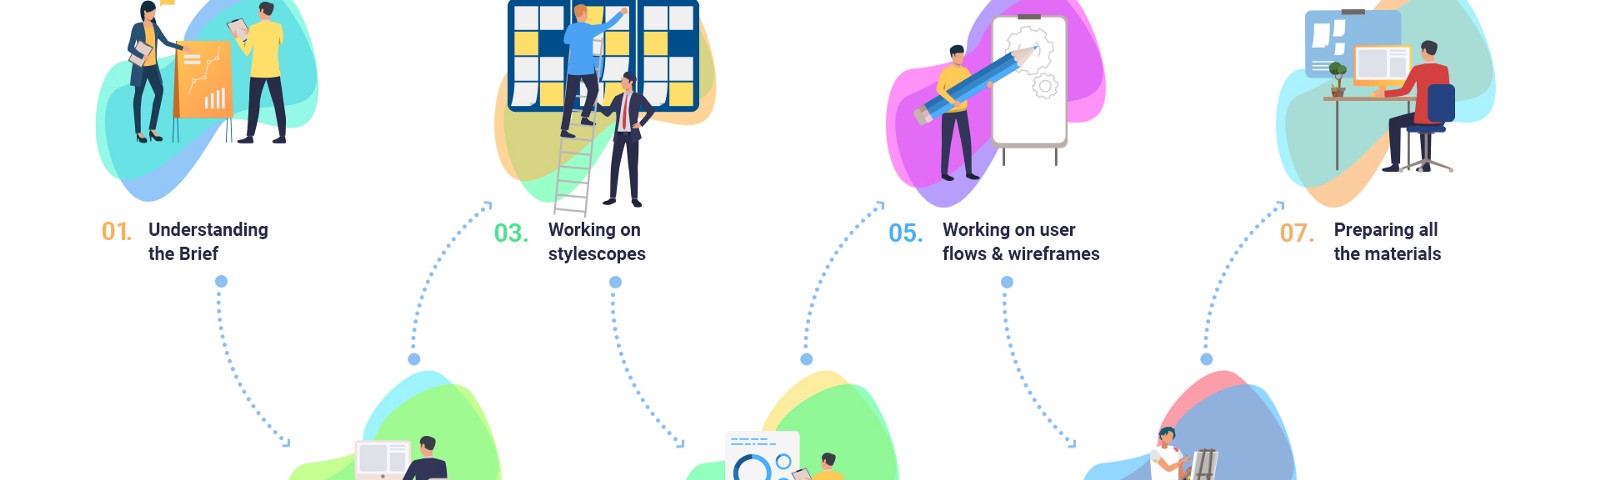 01. Understanding
the Brief
03. Working on
stylescopes
05. Working on user
flows & wireframes
07. Preparing all
the materials